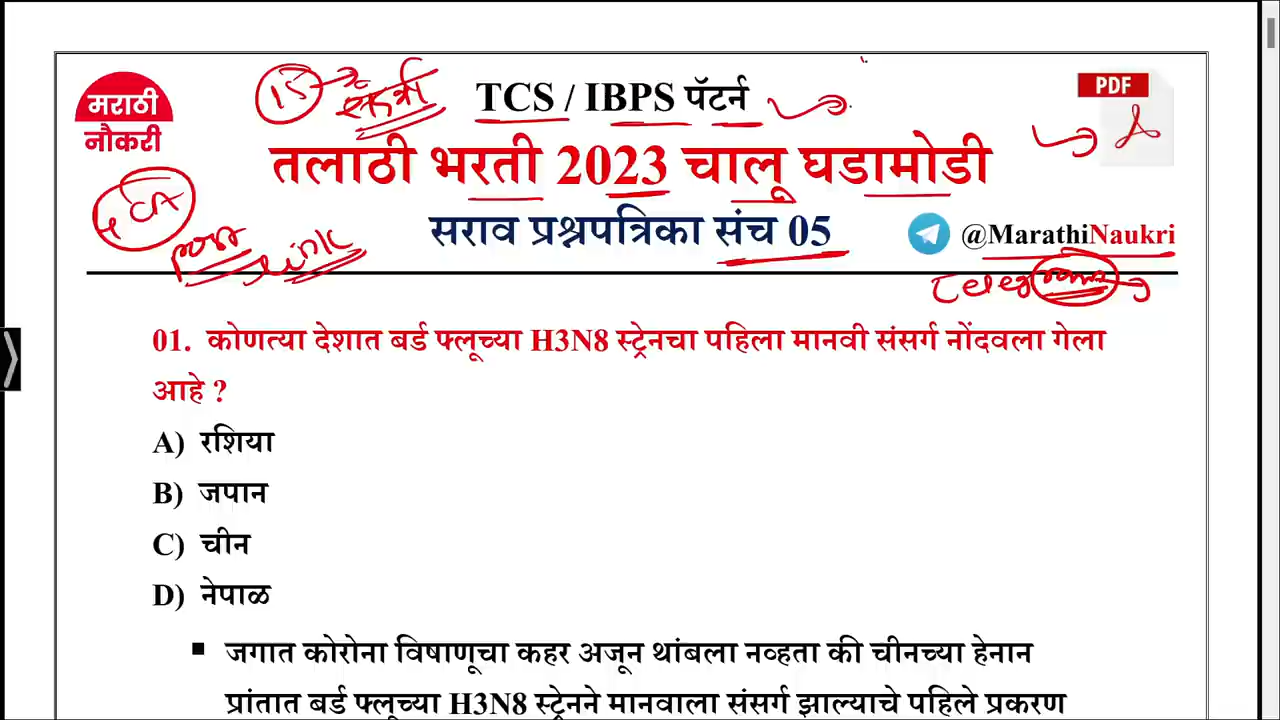 मराठी
नौकरी
TCS / IBPS पॅटर्न
PDF
तलाठी भरती 2023 चालू घडामोडी
सराव प्रश्नपत्रिका संच 05
@MarathiNaukri
15
link
01. कोणत्या देशात बर्ड फ्लूच्या H3N8 स्ट्रेनचा पहिला मानवी संसर्ग नोंदवला गेला
आहे ?
A) रशिया
B) जपान
C) चीन
D) नेपाळ
▪ जगात कोरोना विषाणूचा कहर अजून थांबला नव्हता की चीनच्या हेनान
प्रांतात बर्ड फ्लूच्या H3N8 स्ट्रेनने मानवाला संसर्ग झाल्याचे पहिले प्रकरण